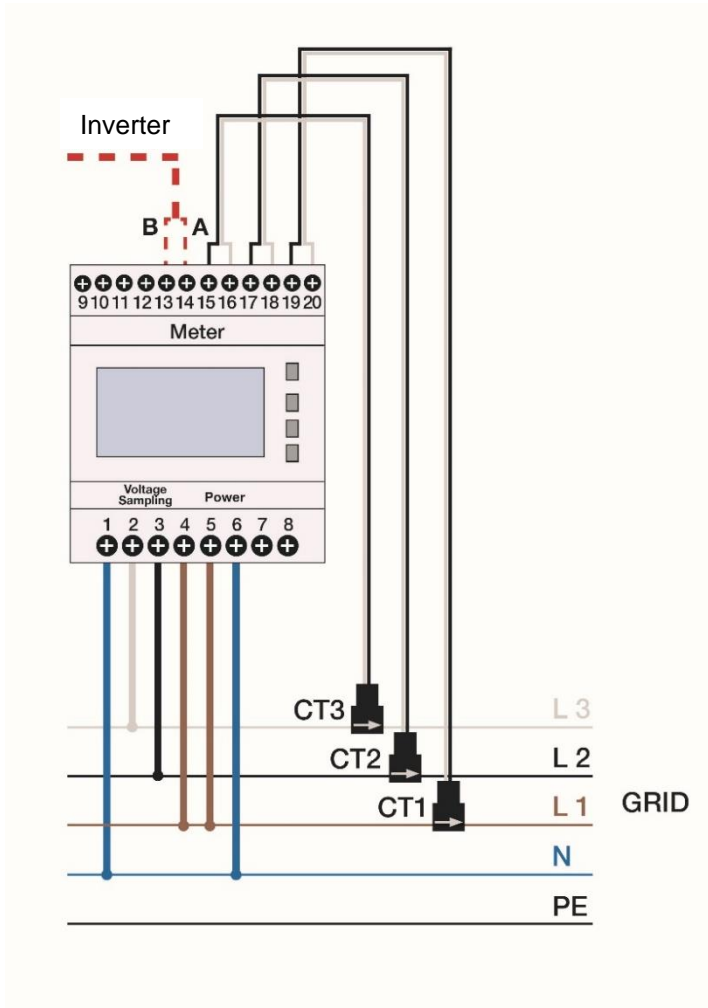 Inverter
B A
9 10 11 12 13 14 15 16 17 18 19 20
Meter
Voltage
Sampling
Power
1 2 3 4 5 6 7 8
CT3
L 3
CT2
L 2
CT1
L 1
GRID
N
PE